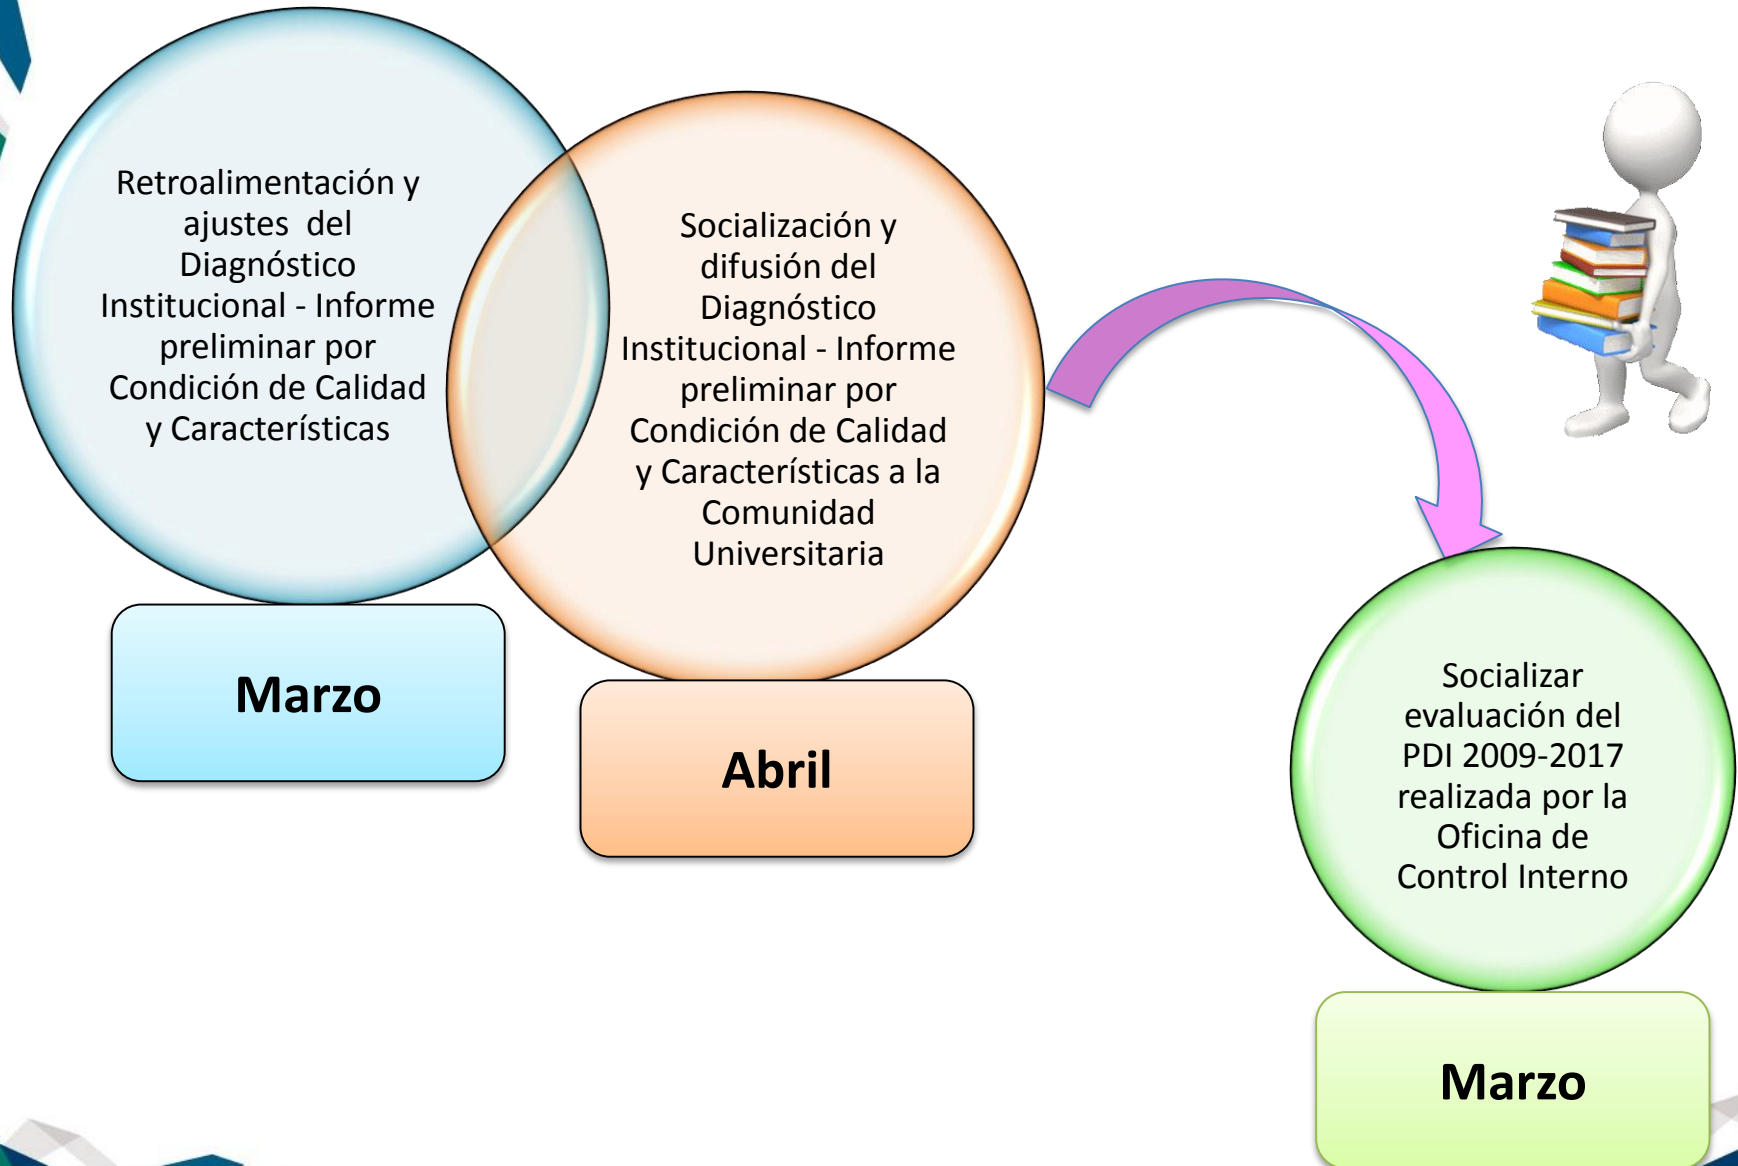 Retroalimentación y
ajustes del
Diagnóstico
Institucional - Informe
preliminar por
Condición de Calidad
y Características
Marzo
Socialización y
difusión del
Diagnóstico
Institucional - Informe
preliminar por
Condición de Calidad
y Características a la
Comunidad
Universitaria
Abril
Socializar
evaluación del
PDI 2009-2017
realizada por la
Oficina de
Control Interno
Marzo